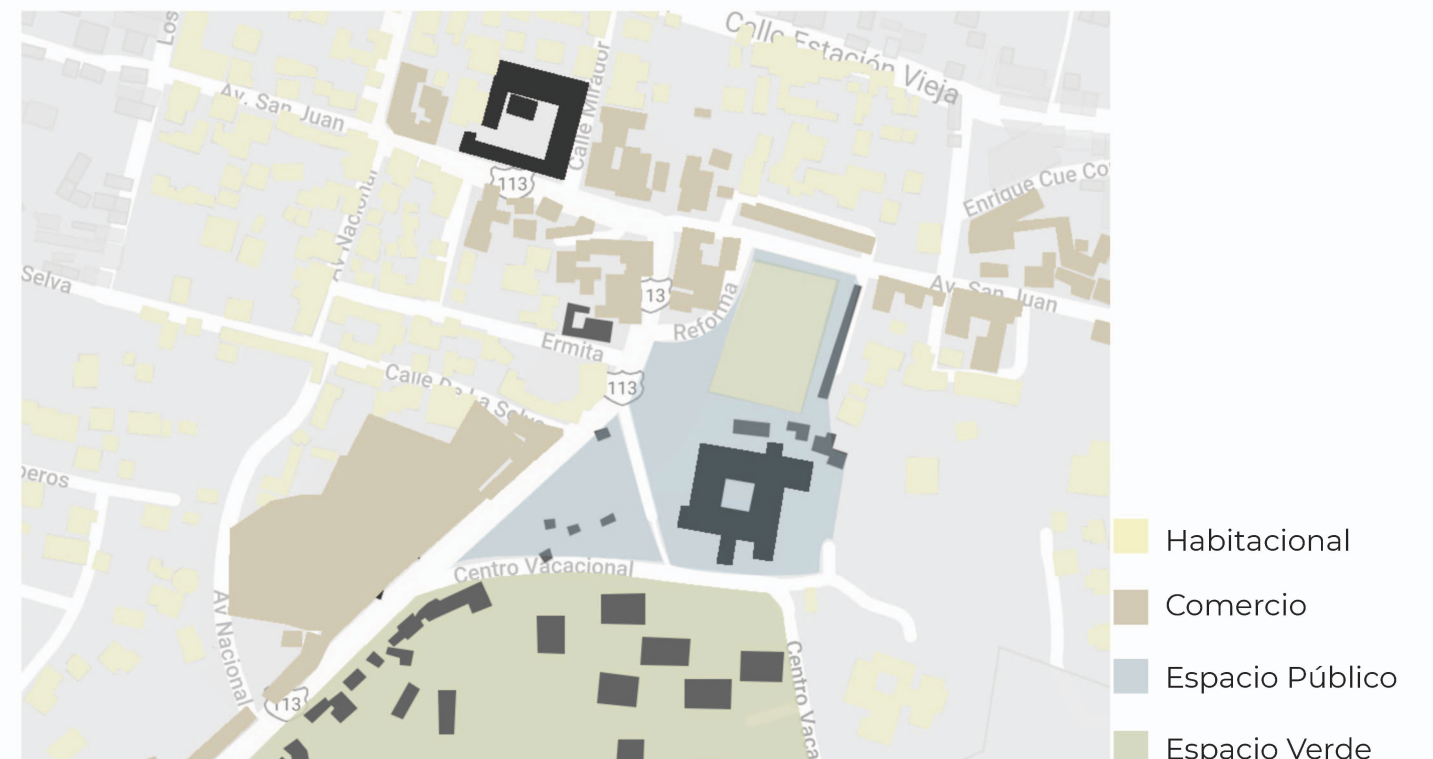 Los
Calle Estación Vieja
Calle Mirador
Av. San Juan
113
Av Nacional
Enrique Cue Co
Selva
13
Av. San Juan
Reforma
Ermita
113
Calle De La Selva
peros
Centro Vacacional
Habitacional
Comercio
Espacio Público
Av Nacional
Centro Vaca
113
Espacio Verde